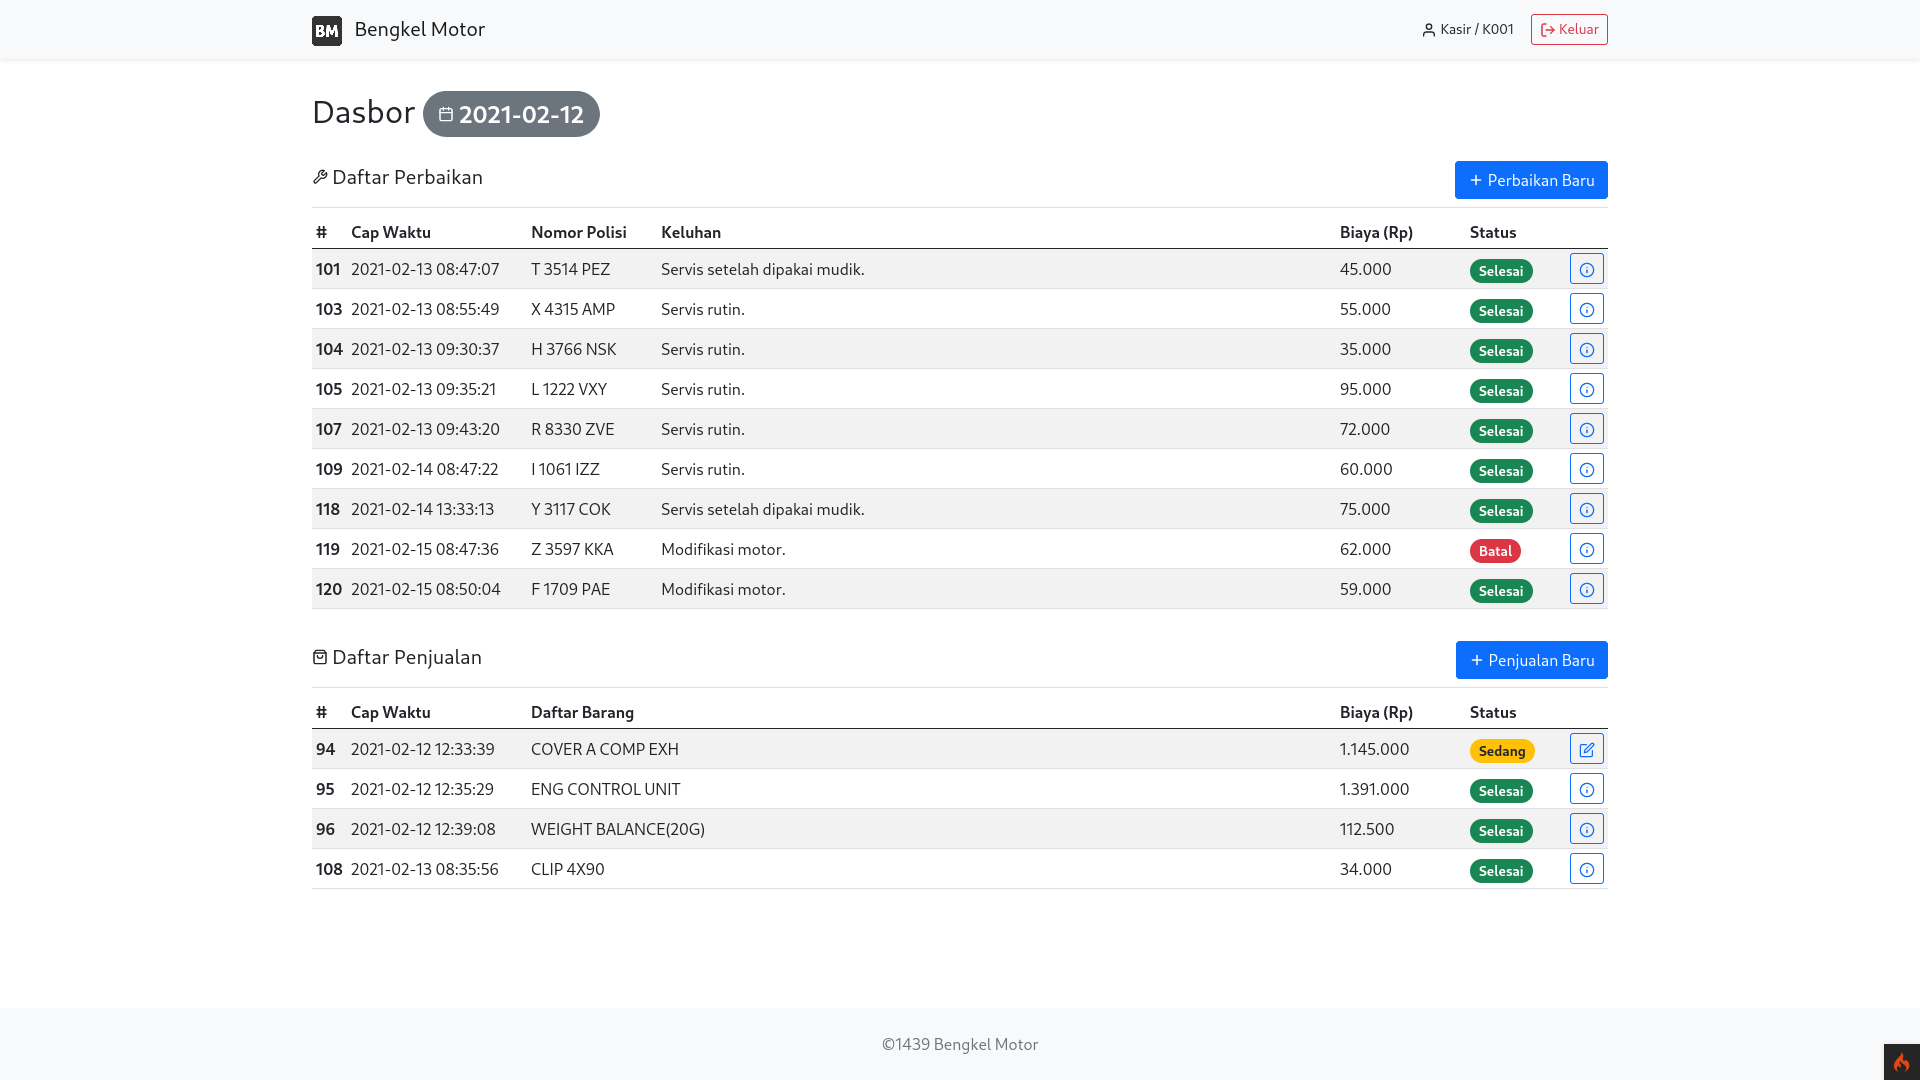 BM Bengkel Motor Kasir / K001 Keluar
Dasbor 2021-02-12
Daftar Perbaikan + Perbaikan Baru
# Cap Waktu Nomor Polisi Keluhan Biaya (Rp) Status
101 2021-02-13 08:47:07 T 3514 PEZ Servis setelah dipakai mudik. 45.000 Selesai
103 2021-02-13 08:55:49 X 4315 AMP Servis rutin. 55.000 Selesai
104 2021-02-13 09:30:37 H 3766 NSK Servis rutin. 35.000 Selesai
105 2021-02-13 09:35:21 L 1222 VXY Servis rutin. 95.000 Selesai
107 2021-02-13 09:43:20 R 8330 ZVE Servis rutin. 72.000 Selesai
109 2021-02-14 08:47:22 I 1061 IZZ Servis rutin. 60.000 Selesai
118 2021-02-14 13:33:13 Y 3117 COK Servis setelah dipakai mudik. 75.000 Selesai
119 2021-02-15 08:47:36 Z 3597 KKA Modifikasi motor. 62.000 Batal
120 2021-02-15 08:50:04 F 1709 PAE Modifikasi motor. 59.000 Selesai
Daftar Penjualan + Penjualan Baru
# Cap Waktu Daftar Barang Biaya (Rp) Status
94 2021-02-12 12:33:39 COVER A COMP EXH 1.145.000 Sedang
95 2021-02-12 12:35:29 ENG CONTROL UNIT 1.391.000 Selesai
96 2021-02-12 12:39:08 WEIGHT BALANCE(20G) 112.500 Selesai
108 2021-02-13 08:35:56 CLIP 4X90 34.000 Selesai
©1439 Bengkel Motor